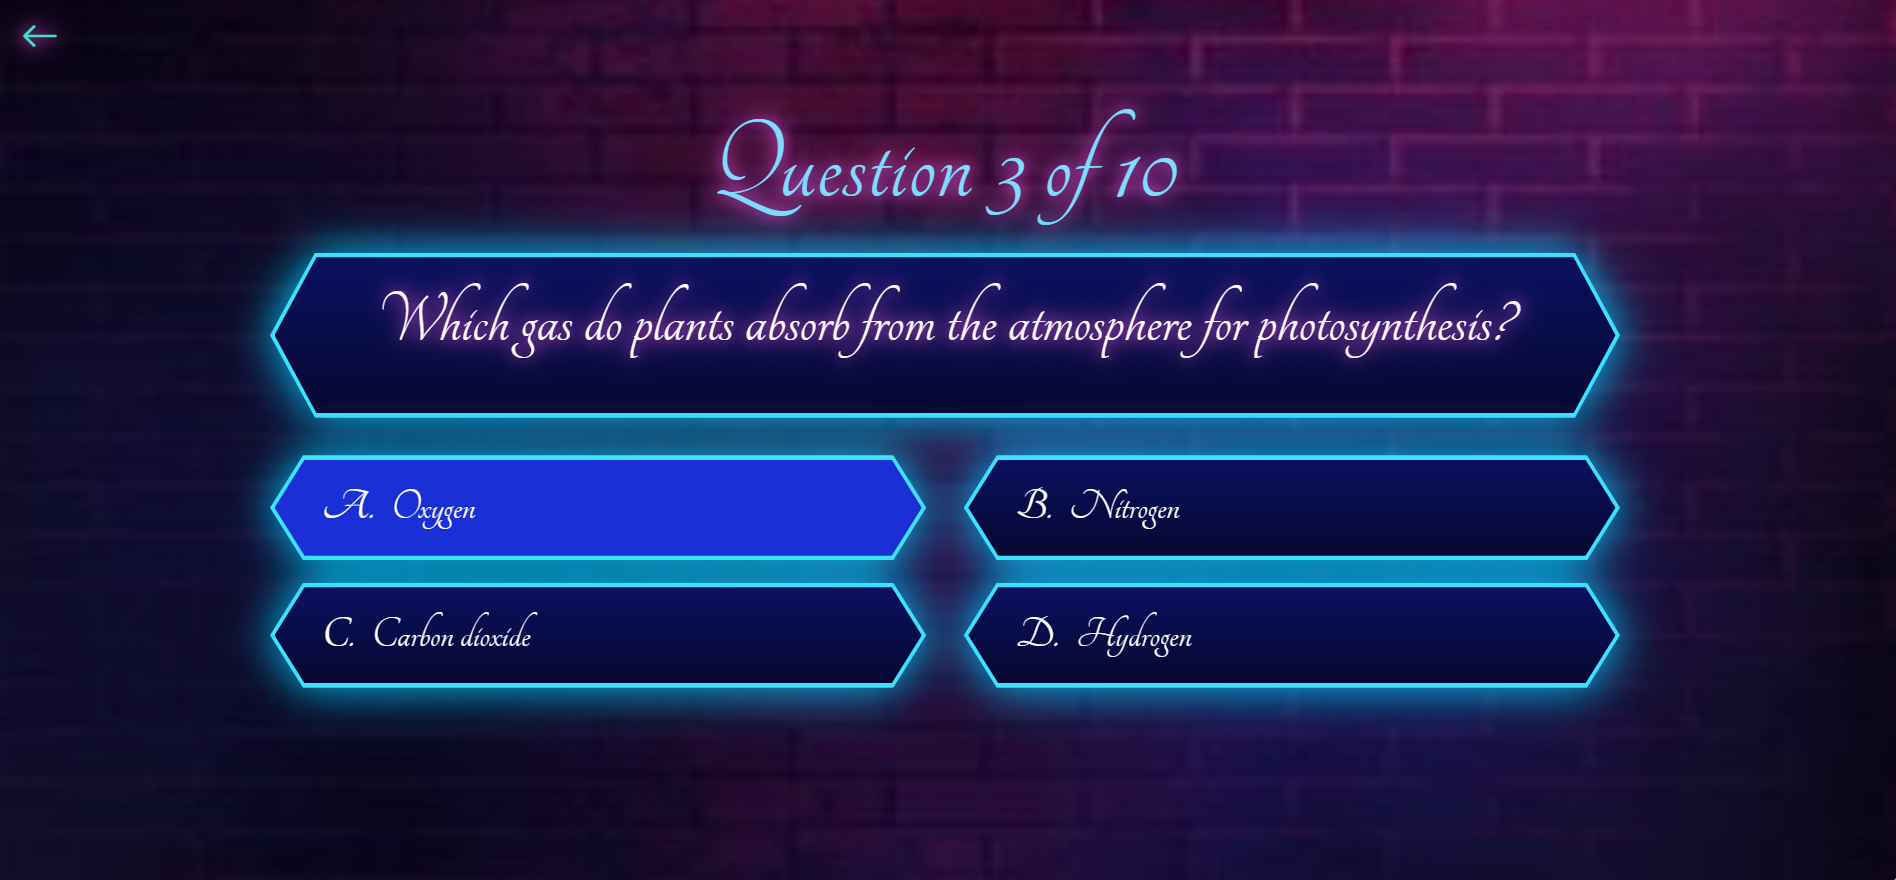 Question 3 of 10
Which gas do plants absorb from the atmosphere for photosynthesis?
A. Oxygen
B. Nitrogen
C. Carbon dioxide
D. Hydrogen